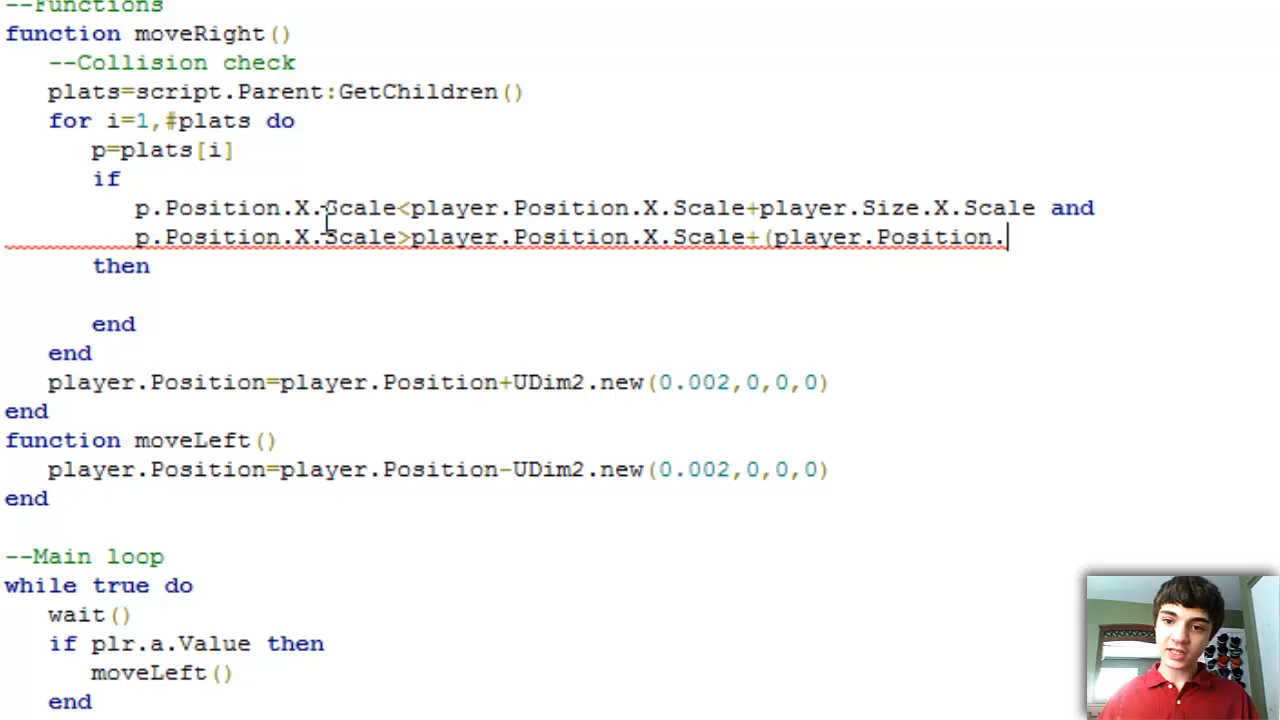 --Functions
function moveRight()
--Collision check
plats=script.Parent:GetChildren()
for i=1,#plats do
p=plats[i]
if
p.Position.X.Scale<player.Position.X.Scale+player.Size.X.Scale and
p.Position.X.Scale>player.Position.X.Scale+(player.Position.
then
end
end
player.Position=player.Position+UDim2.new(0.002,0,0,0)
end
function moveLeft()
player.Position=player.Position-UDim2.new(0.002,0,0,0)
end
--Main loop
while true do
wait()
if plr.a.Value then
moveLeft()
end